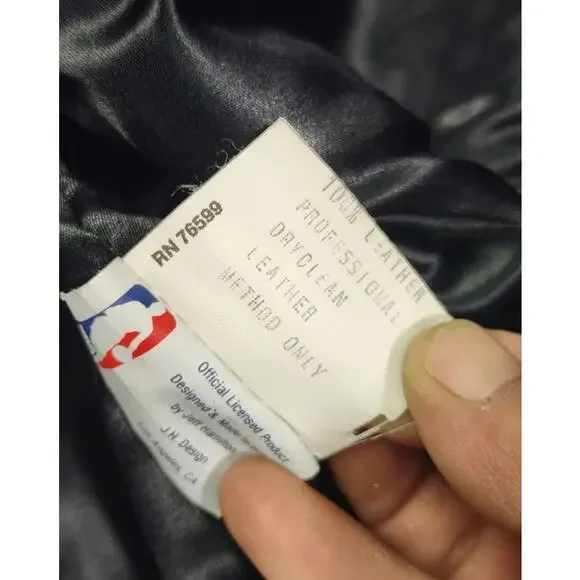 RN 76599
100% LEATHER
PROFESSIONAL
DRYCLEAN
LEATHER
METHOD ONLY
Official Licensed Product
Designed & Made in
by Jeff Hamilton
J.H. Design
Los Angeles, CA